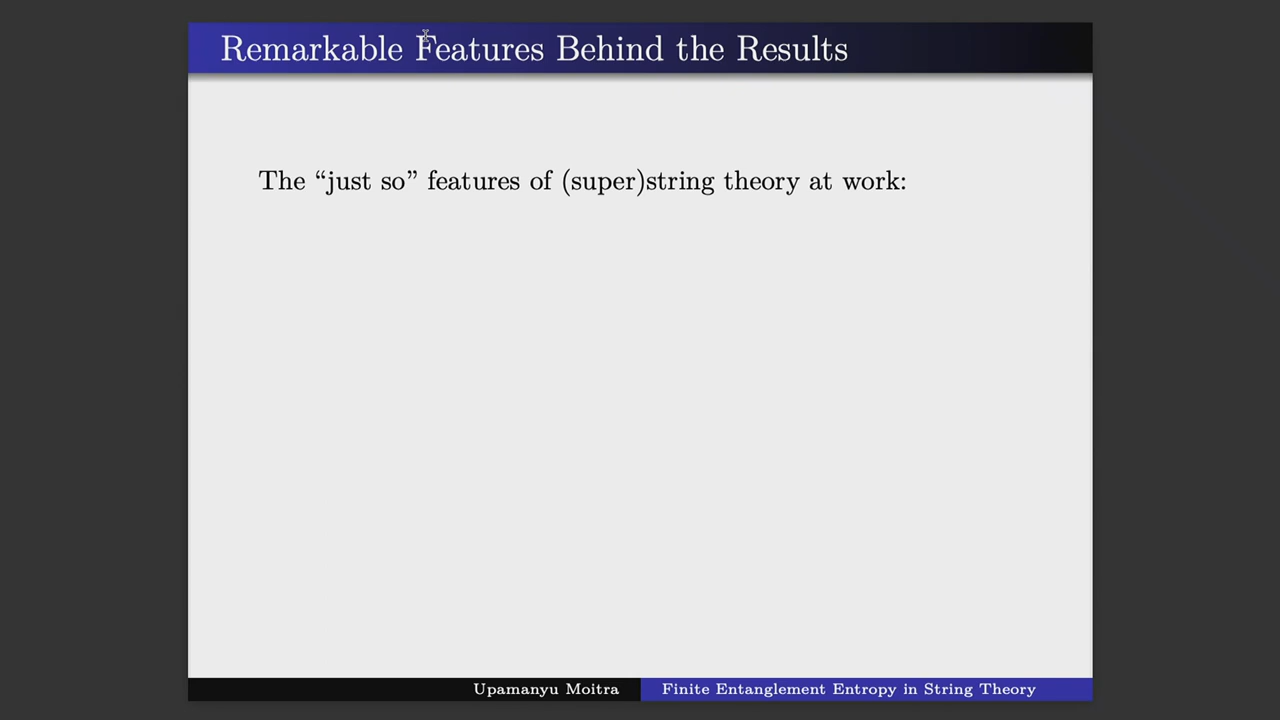 Remarkable Features Behind the Results
The “just so” features of (super)string theory at work:
Upamanyu Moitra
Finite Entanglement Entropy in String Theory